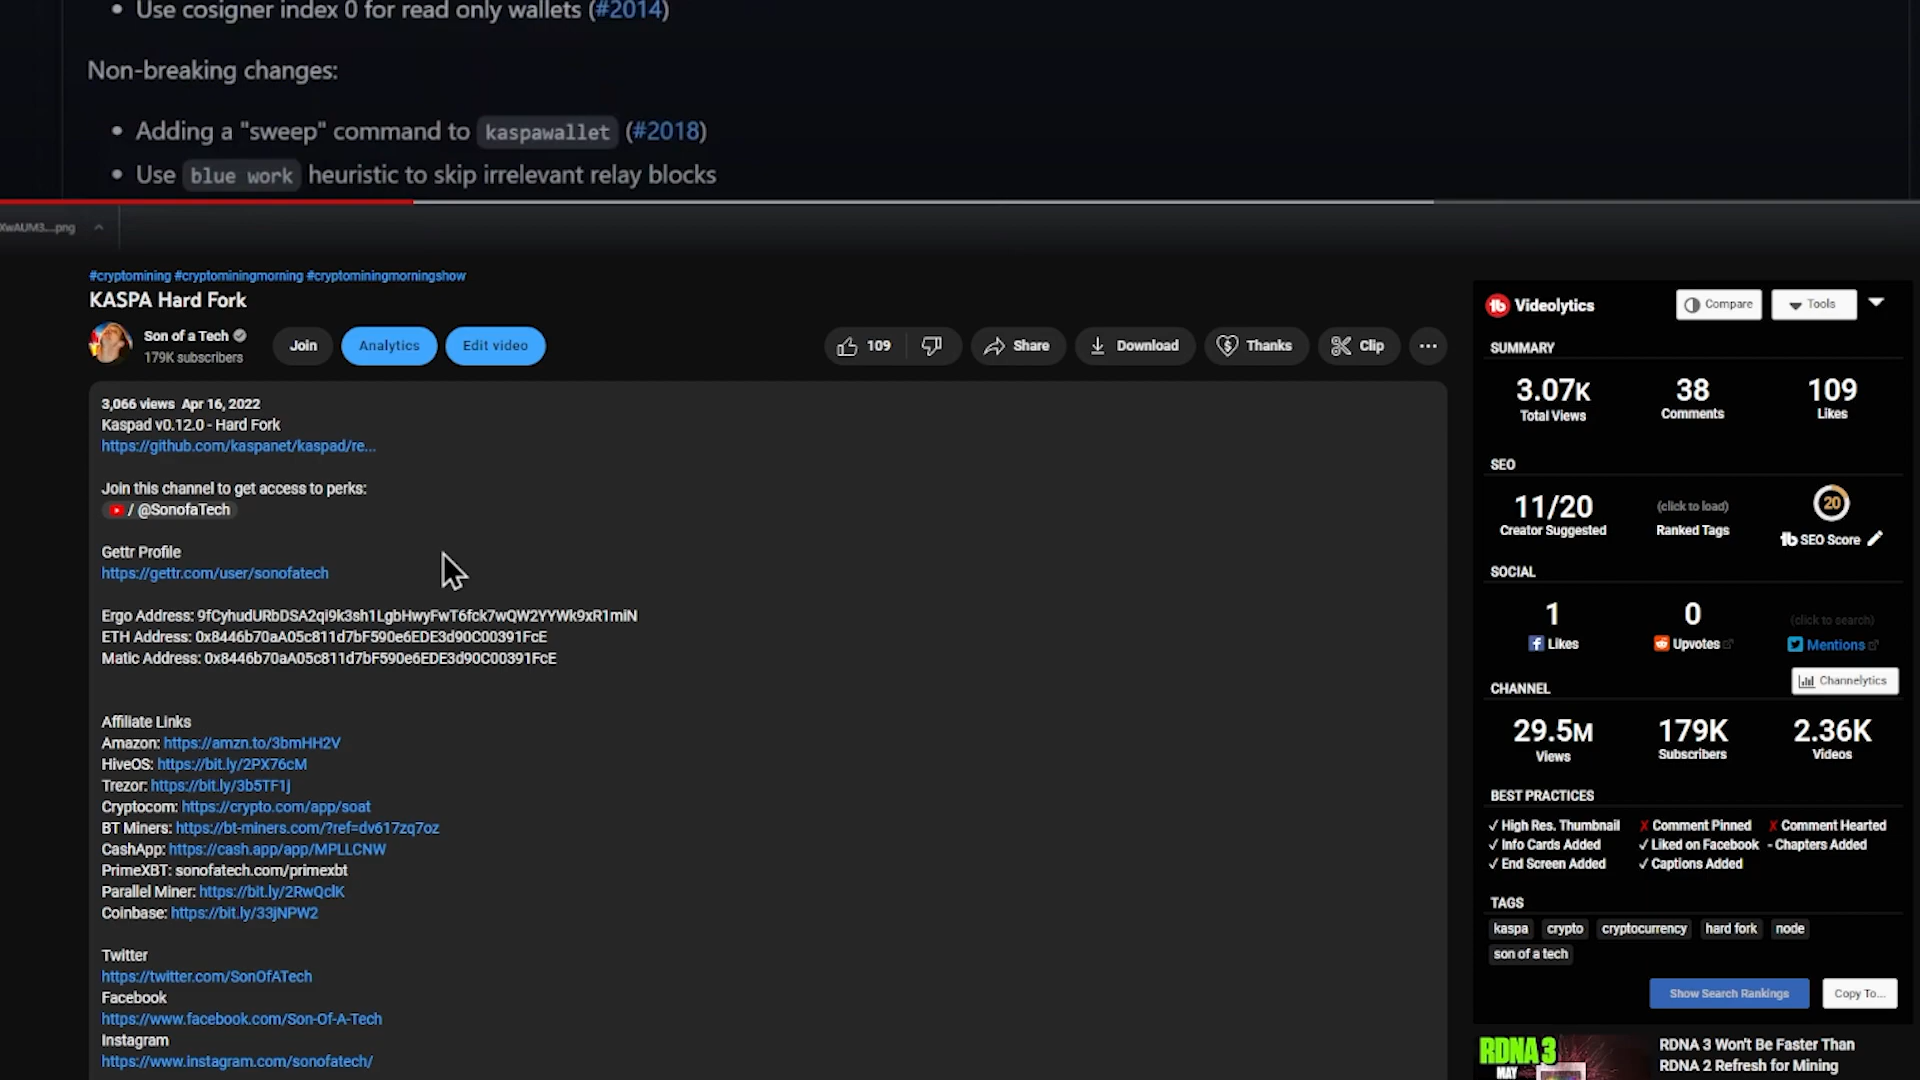 Use cosigner index 0 for read only wallets (#2014)
Non-breaking changes:
Adding a "sweep" command to kaspawallet (#2018)
Use blue work heuristic to skip irrelevant relay blocks
XwAUM3....png
#cryptomining #cryptominingmorning #cryptominingmorningshow
KASPA Hard Fork
Son of a Tech
179K subscribers
Join
Analytics
Edit video
109
Share
Download
Thanks
Clip
3,066 views Apr 16, 2022
Kaspad v0.12.0 - Hard Fork
https://github.com/kaspanet/kaspad/re...
Join this channel to get access to perks:
/ @SonofaTech
Gettr Profile
https://gettr.com/user/sonofatech
Ergo Address: 9fCyhudURbDSA2qi9k3sh1LgbHwyFwT6fck7wQW2YYWk9xR1miN
ETH Address: 0x8446b70aA05c811d7bF590e6EDE3d90C00391FcE
Matic Address: 0x8446b70aA05c811d7bF590e6EDE3d90C00391FcE
Affiliate Links
Amazon: https://amzn.to/3bmHH2V
HiveOS: https://bit.ly/2PX76cM
Trezor: https://bit.ly/3b5TF1j
Cryptocom: https://crypto.com/app/soat
BT Miners: https://bt-miners.com/?ref=dv617zq7oz
CashApp: https://cash.app/app/MPLLCNW
PrimeXBT: sonofatech.com/primexbt
Parallel Miner: https://bit.ly/2RwQclK
Coinbase: https://bit.ly/33jNPW2
Twitter
https://twitter.com/SonOfATech
Facebook
https://www.facebook.com/Son-Of-A-Tech
Instagram
https://www.instagram.com/sonofatech/
Videolytics
Compare
Tools
SUMMARY
3.07K 38 109
Total Views Comments Likes
SEO
11/20 (click to load) 20
Creator Suggested Ranked Tags SEO Score
SOCIAL
1 0 (click to search)
Likes Upvotes Mentions
Channelytics
CHANNEL
29.5M 179K 2.36K
Views Subscribers Videos
BEST PRACTICES
✓ High Res. Thumbnail ✗ Comment Pinned ✗ Comment Hearted
✓ Info Cards Added ✓ Liked on Facebook - Chapters Added
✓ End Screen Added ✓ Captions Added
TAGS
kaspa crypto cryptocurrency hard fork node
son of a tech
Show Search Rankings
Copy To...
RDNA 3
MAY
RDNA 3 Won't Be Faster Than
RDNA 2 Refresh for Mining